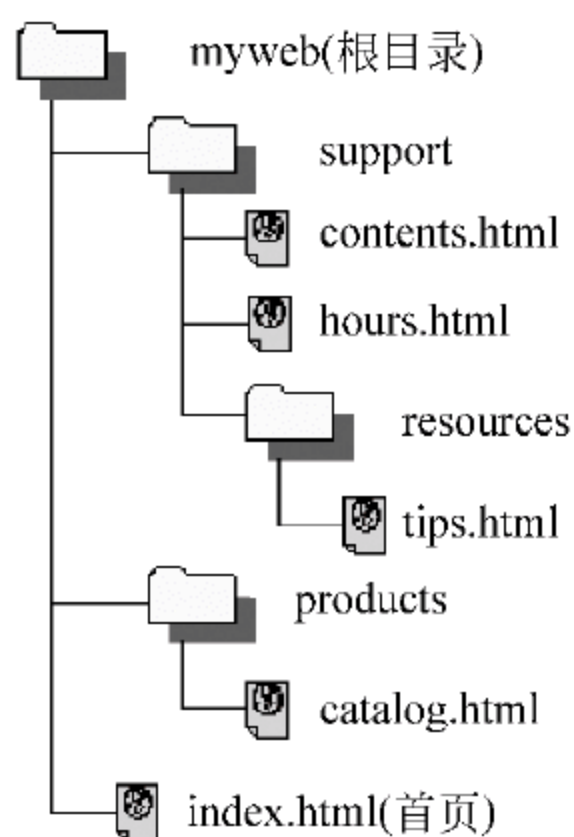 myweb(根目录)
support
contents.html
hours.html
resources
tips.html
products
catalog.html
index.html(首页)